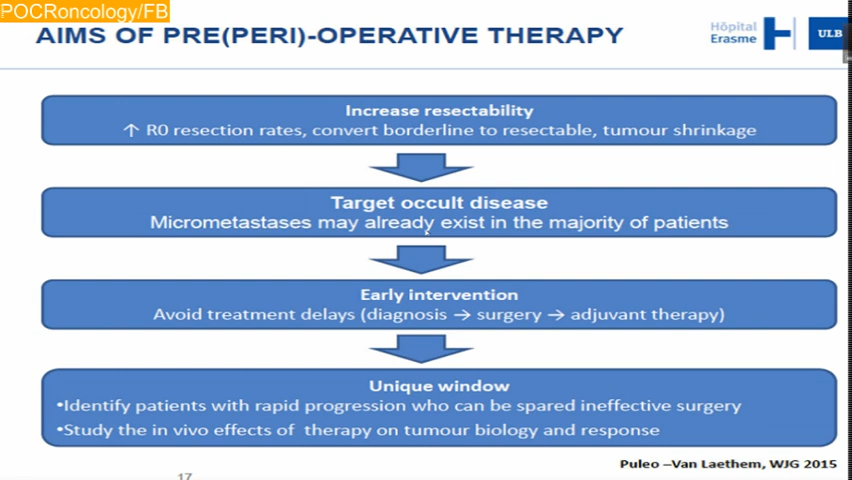 POCRoncology/FB
AIMS OF PRE(PERI)-OPERATIVE THERAPY
Hôpital
Erasme
ULB
Increase resectability
↑ R0 resection rates, convert borderline to resectable, tumour shrinkage
Target occult disease
Micrometastases may already exist in the majority of patients
Early intervention
Avoid treatment delays (diagnosis → surgery → adjuvant therapy)
Unique window
•Identify patients with rapid progression who can be spared ineffective surgery
•Study the in vivo effects of therapy on tumour biology and response
Puleo –Van Laethem, WJG 2015
17